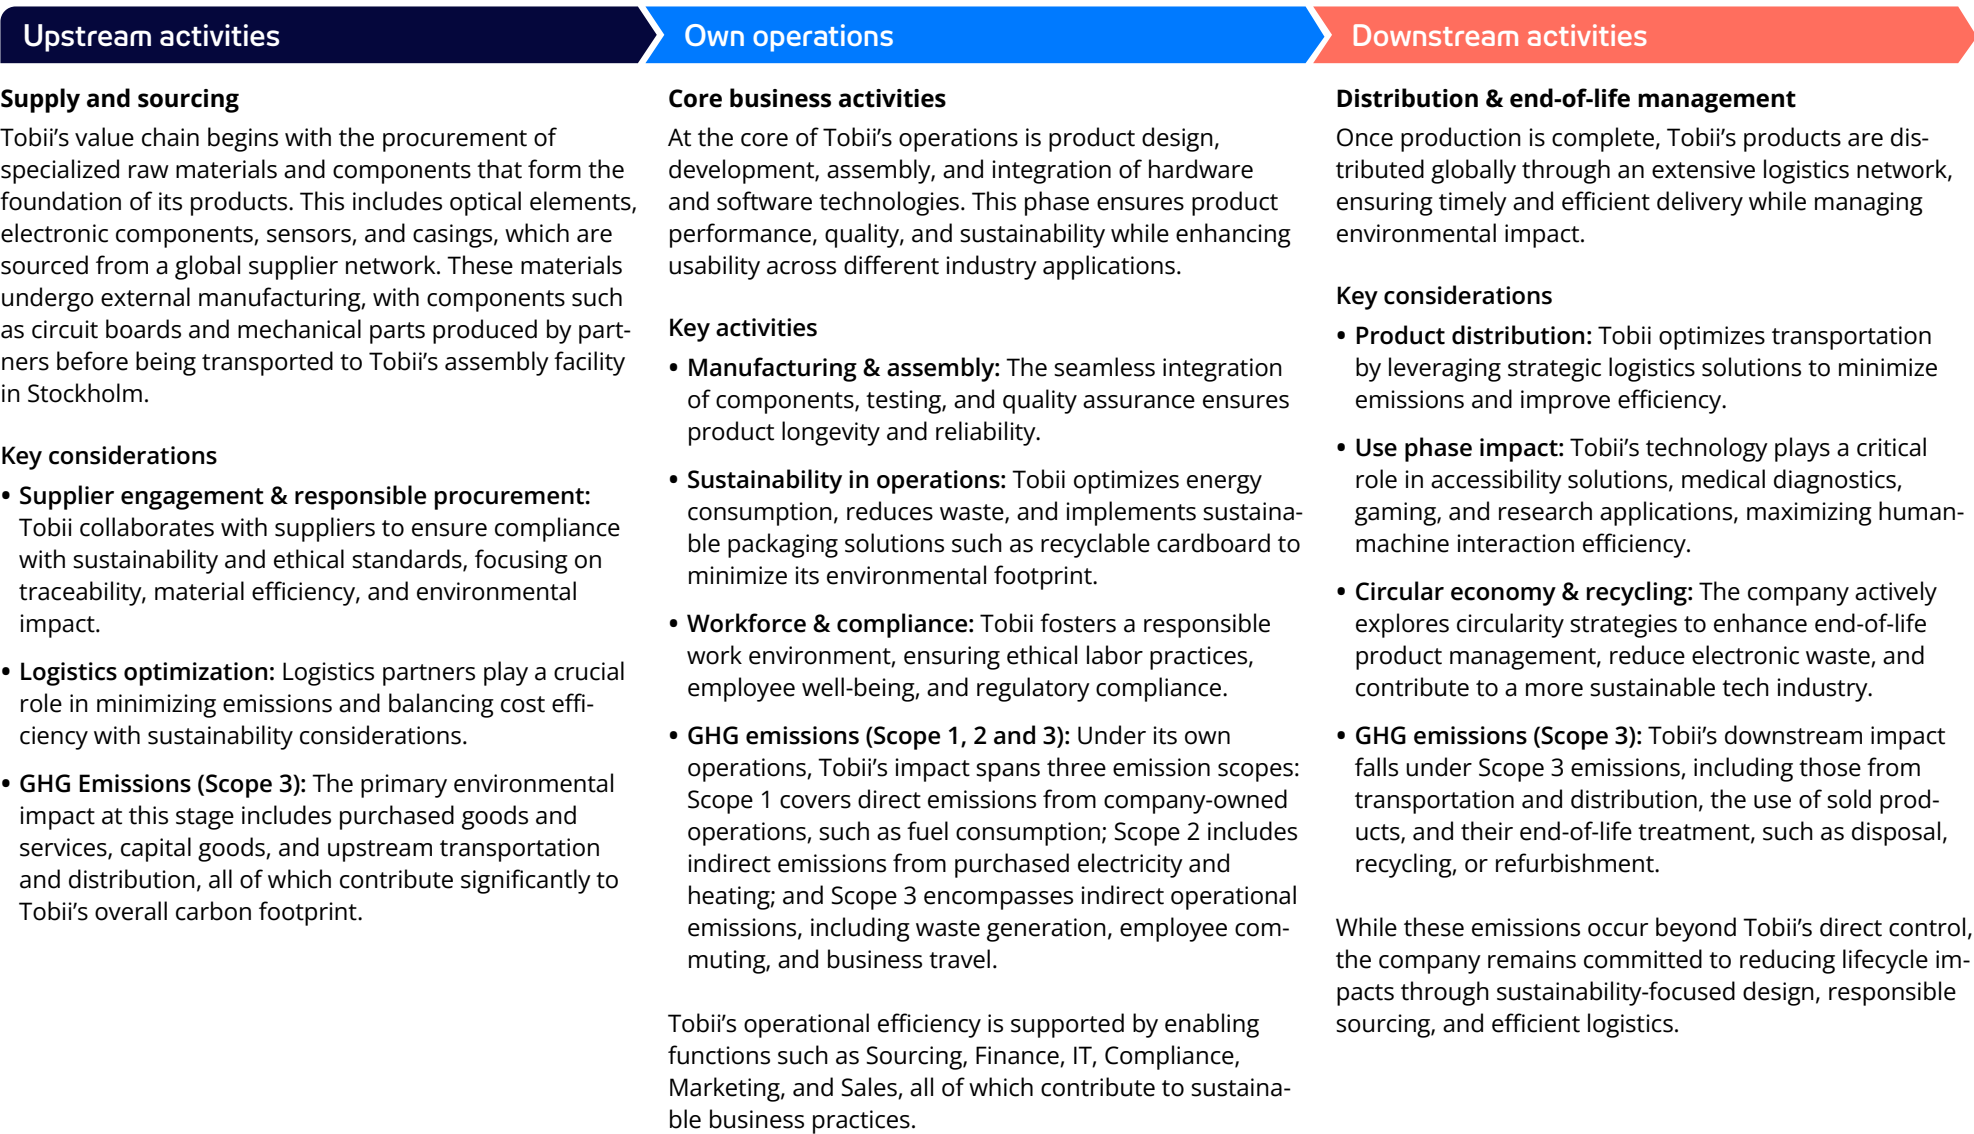 Upstream activities
Supply and sourcing
Tobii’s value chain begins with the procurement of
specialized raw materials and components that form the
foundation of its products. This includes optical elements,
electronic components, sensors, and casings, which are
sourced from a global supplier network. These materials
undergo external manufacturing, with components such
as circuit boards and mechanical parts produced by part-
ners before being transported to Tobii’s assembly facility
in Stockholm.
Key considerations
• Supplier engagement & responsible procurement:
Tobii collaborates with suppliers to ensure compliance
with sustainability and ethical standards, focusing on
traceability, material efficiency, and environmental
impact.
• Logistics optimization: Logistics partners play a crucial
role in minimizing emissions and balancing cost effi-
ciency with sustainability considerations.
• GHG Emissions (Scope 3): The primary environmental
impact at this stage includes purchased goods and
services, capital goods, and upstream transportation
and distribution, all of which contribute significantly to
Tobii’s overall carbon footprint.
Own operations
Core business activities
At the core of Tobii’s operations is product design,
development, assembly, and integration of hardware
and software technologies. This phase ensures product
performance, quality, and sustainability while enhancing
usability across different industry applications.
Key activities
• Manufacturing & assembly: The seamless integration
of components, testing, and quality assurance ensures
product longevity and reliability.
• Sustainability in operations: Tobii optimizes energy
consumption, reduces waste, and implements sustaina-
ble packaging solutions such as recyclable cardboard to
minimize its environmental footprint.
• Workforce & compliance: Tobii fosters a responsible
work environment, ensuring ethical labor practices,
employee well-being, and regulatory compliance.
• GHG emissions (Scope 1, 2 and 3): Under its own
operations, Tobii’s impact spans three emission scopes:
Scope 1 covers direct emissions from company-owned
operations, such as fuel consumption; Scope 2 includes
indirect emissions from purchased electricity and
heating; and Scope 3 encompasses indirect operational
emissions, including waste generation, employee com-
muting, and business travel.
Tobii’s operational efficiency is supported by enabling
functions such as Sourcing, Finance, IT, Compliance,
Marketing, and Sales, all of which contribute to sustaina-
ble business practices.
Downstream activities
Distribution & end-of-life management
Once production is complete, Tobii’s products are dis-
tributed globally through an extensive logistics network,
ensuring timely and efficient delivery while managing
environmental impact.
Key considerations
• Product distribution: Tobii optimizes transportation
by leveraging strategic logistics solutions to minimize
emissions and improve efficiency.
• Use phase impact: Tobii’s technology plays a critical
role in accessibility solutions, medical diagnostics,
gaming, and research applications, maximizing human-
machine interaction efficiency.
• Circular economy & recycling: The company actively
explores circularity strategies to enhance end-of-life
product management, reduce electronic waste, and
contribute to a more sustainable tech industry.
• GHG emissions (Scope 3): Tobii’s downstream impact
falls under Scope 3 emissions, including those from
transportation and distribution, the use of sold prod-
ucts, and their end-of-life treatment, such as disposal,
recycling, or refurbishment.
While these emissions occur beyond Tobii’s direct control,
the company remains committed to reducing lifecycle im-
pacts through sustainability-focused design, responsible
sourcing, and efficient logistics.